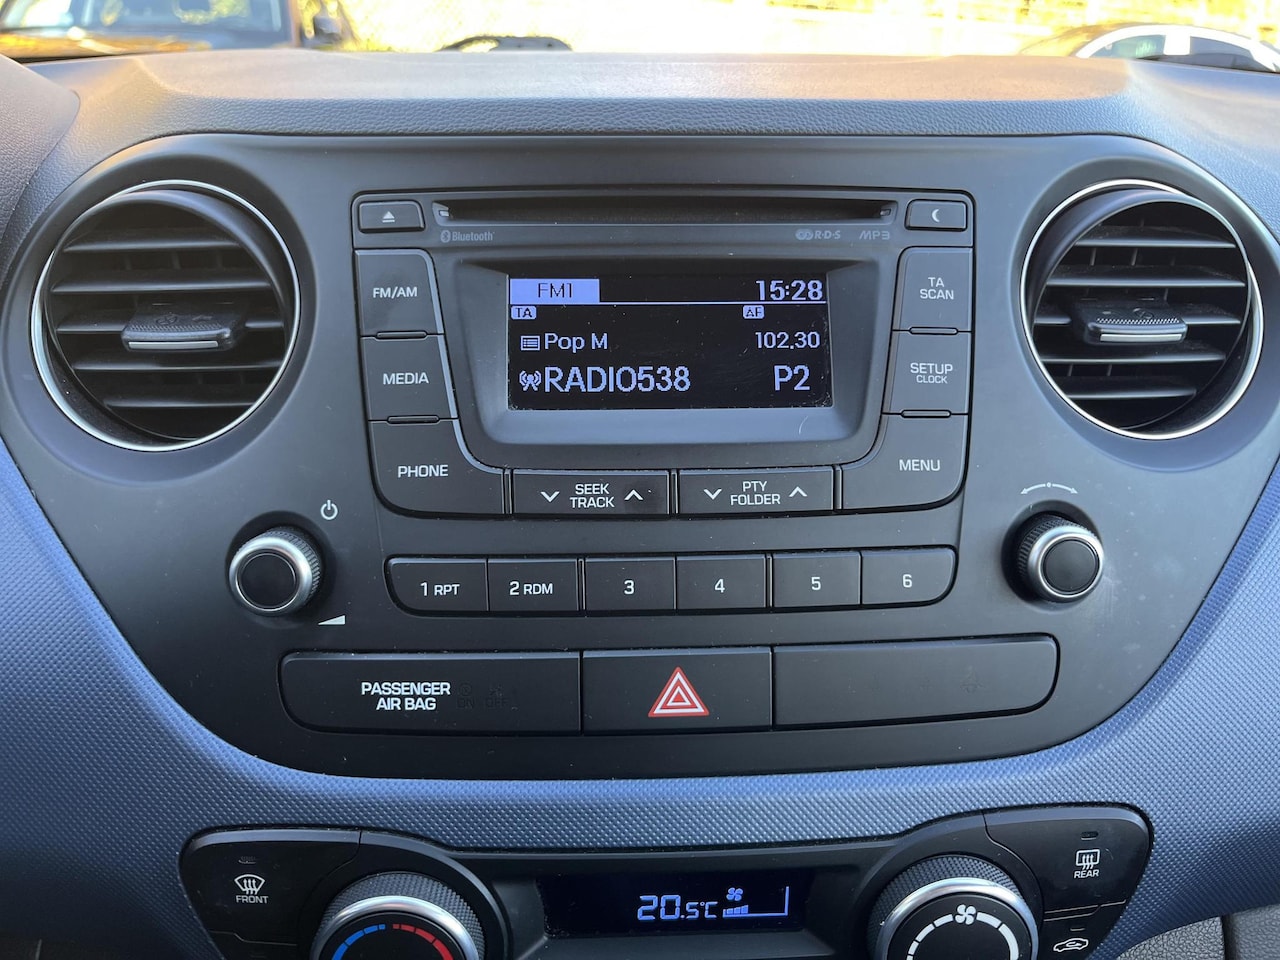 Bluetooth
R·D·S
MP3
FM/AM
MEDIA
PHONE
FM1
15:28
TA
AF
Pop M
102.30
RADIO538
P2
TA
SCAN
SETUP
CLOCK
MENU
SEEK
TRACK
PTY
FOLDER
1 RPT
2 RDM
3
4
5
6
PASSENGER
AIR BAG
FRONT
20.5°C
REAR